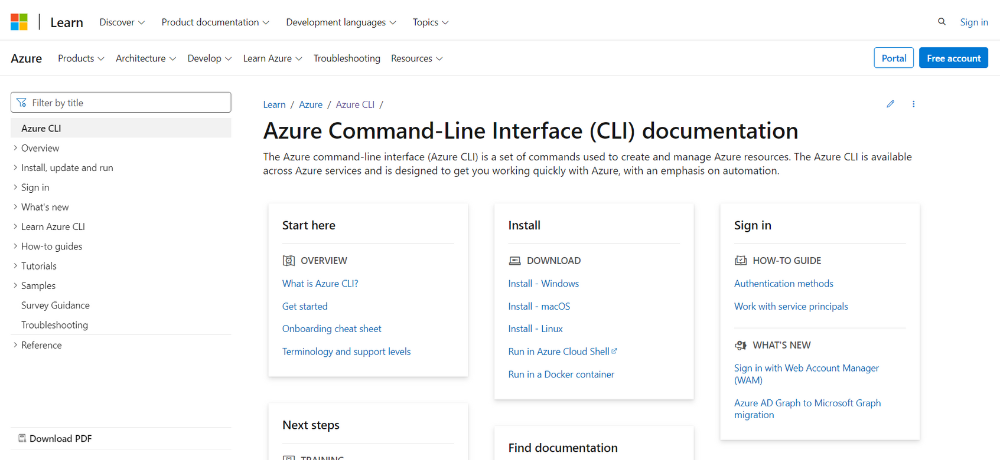 Learn Discover Product documentation Development languages Topics Sign in
Azure Products Architecture Develop Learn Azure Troubleshooting Resources Portal Free account
Filter by title
Azure CLI
Overview
Install, update and run
Sign in
What's new
Learn Azure CLI
How-to guides
Tutorials
Samples
Survey Guidance
Troubleshooting
Reference
Download PDF
Learn / Azure / Azure CLI /
Azure Command-Line Interface (CLI) documentation
The Azure command-line interface (Azure CLI) is a set of commands used to create and manage Azure resources. The Azure CLI is available
across Azure services and is designed to get you working quickly with Azure, with an emphasis on automation.
Start here
OVERVIEW
What is Azure CLI?
Get started
Onboarding cheat sheet
Terminology and support levels
Install
DOWNLOAD
Install - Windows
Install - macOS
Install - Linux
Run in Azure Cloud Shell
Run in a Docker container
Sign in
HOW-TO GUIDE
Authentication methods
Work with service principals
WHAT'S NEW
Sign in with Web Account Manager
(WAM)
Azure AD Graph to Microsoft Graph
migration
Next steps
TRAINING
Find documentation